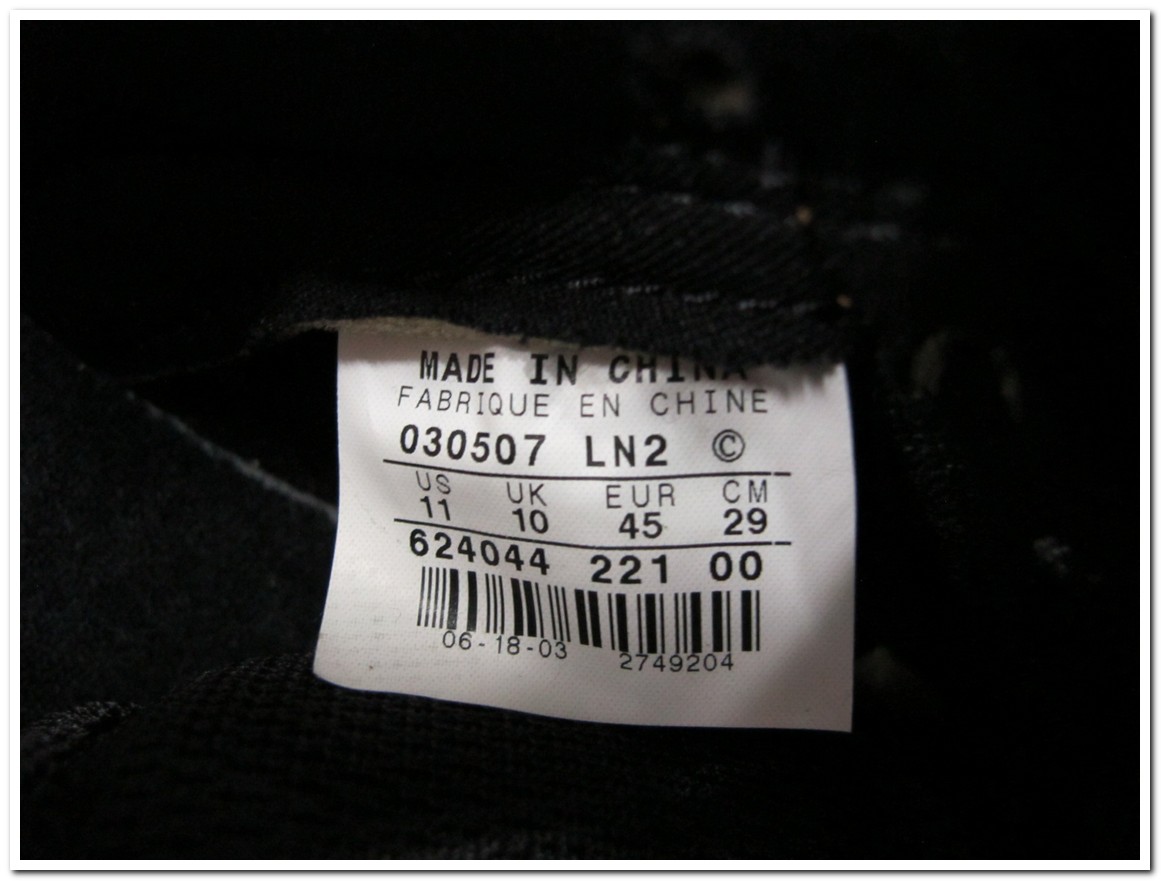 MADE IN CHINA
FABRIQUE EN CHINE
030507 LN2 ©
US UK EUR CM
11 10 45 29
624044 221 00
06-18-03 2749204